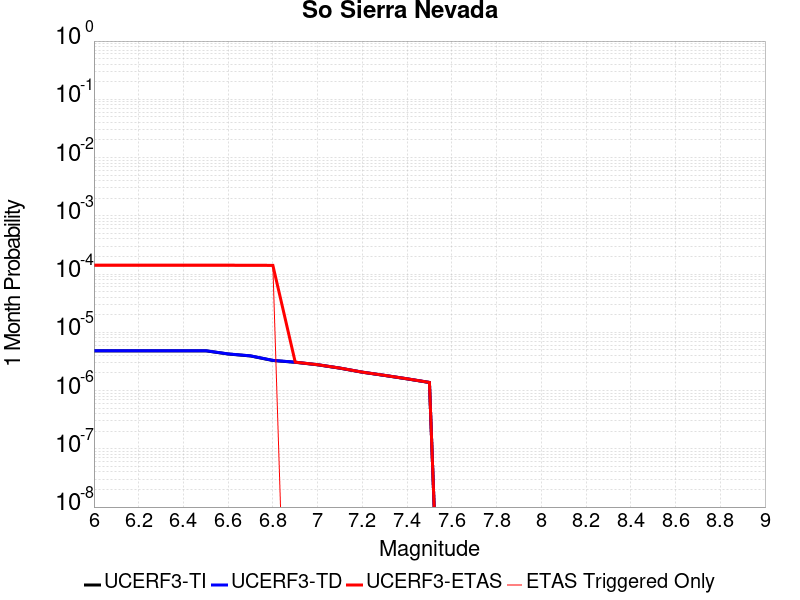 So Sierra Nevada
10^0
10^-1
10^-2
10^-3
10^-4
10^-5
10^-6
10^-7
10^-8
1 Month Probability
6 6.2 6.4 6.6 6.8 7 7.2 7.4 7.6 7.8 8 8.2 8.4 8.6 8.8 9
Magnitude
UCERF3-TI UCERF3-TD UCERF3-ETAS ETAS Triggered Only